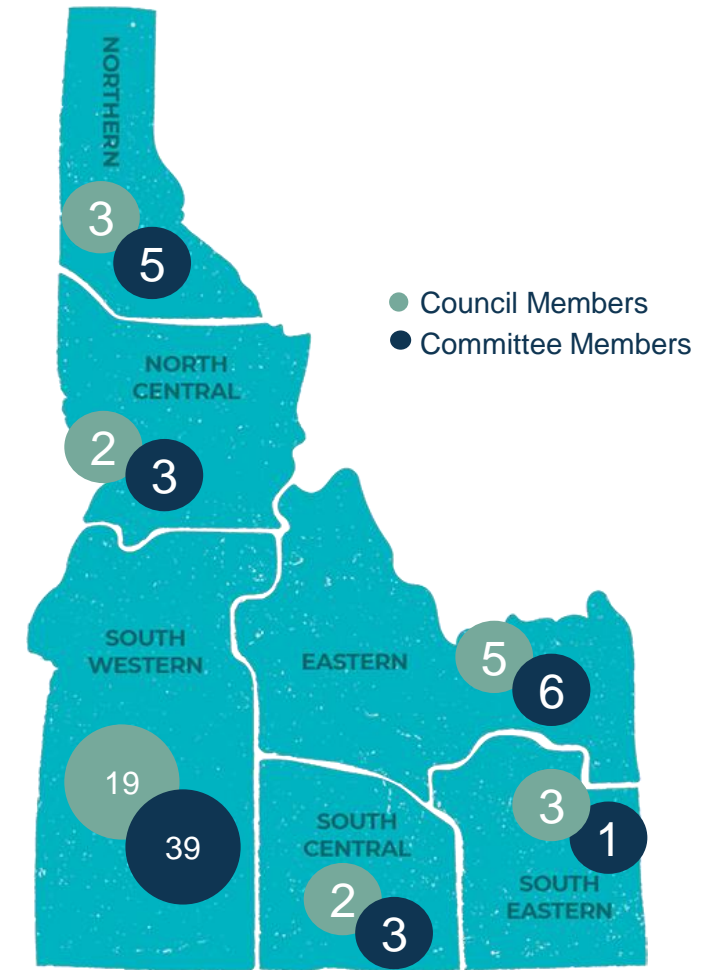 NORTHERN
3
5
Council Members
Committee Members
NORTH
CENTRAL
2
3
SOUTH
WESTERN
19
39
EASTERN
5
6
SOUTH
CENTRAL
2
3
3
1
SOUTH
EASTERN